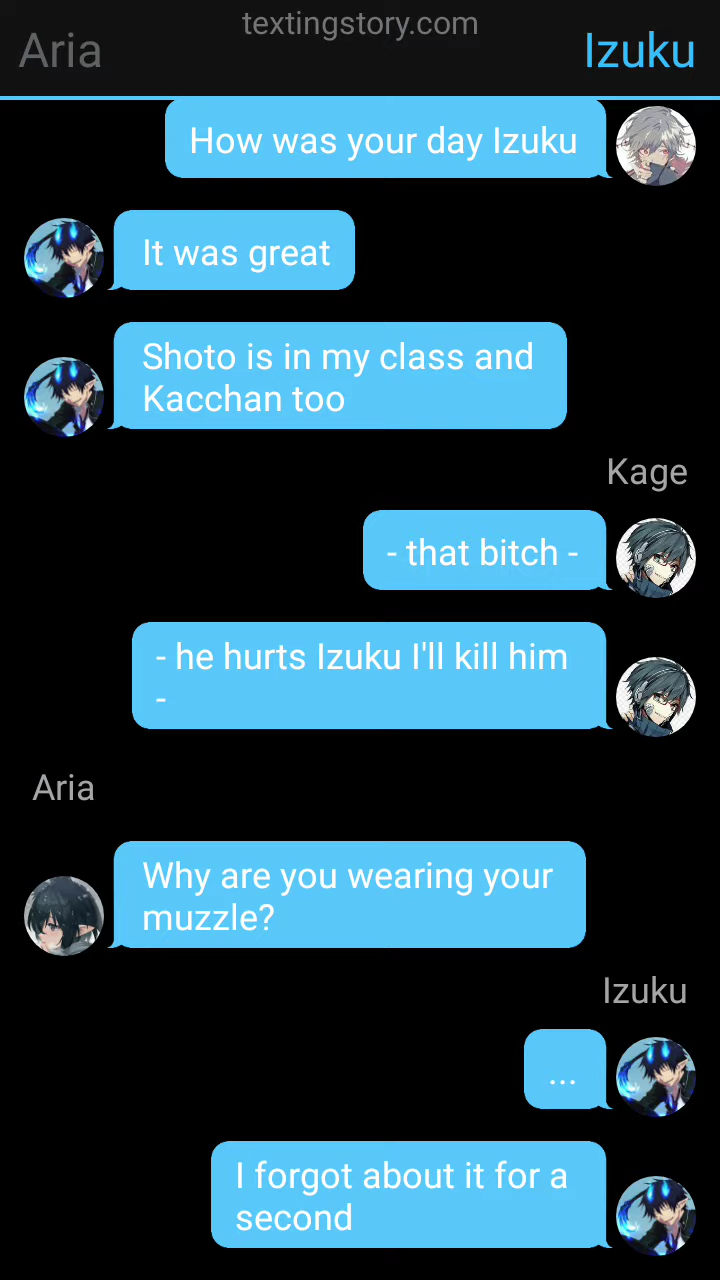 textingstory.com
Aria
Izuku
How was your day Izuku
It was great
Shoto is in my class and
Kacchan too
Kage
- that bitch -
- he hurts Izuku I'll kill him
-
Aria
Why are you wearing your
muzzle?
Izuku
...
I forgot about it for a
second